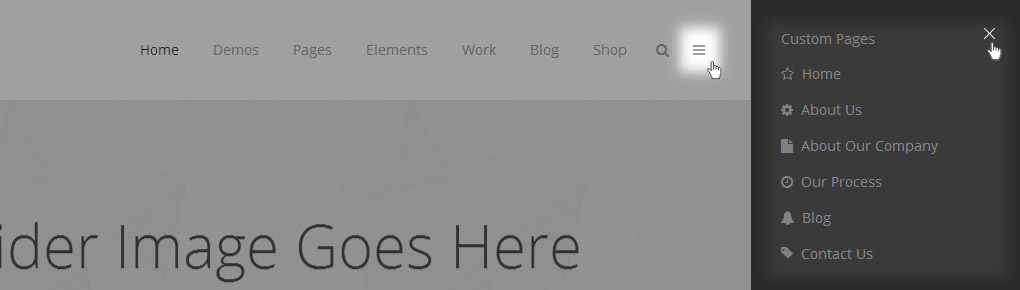 Home Demos Pages Elements Work Blog Shop
ider Image Goes Here
Custom Pages
Home
About Us
About Our Company
Our Process
Blog
Contact Us